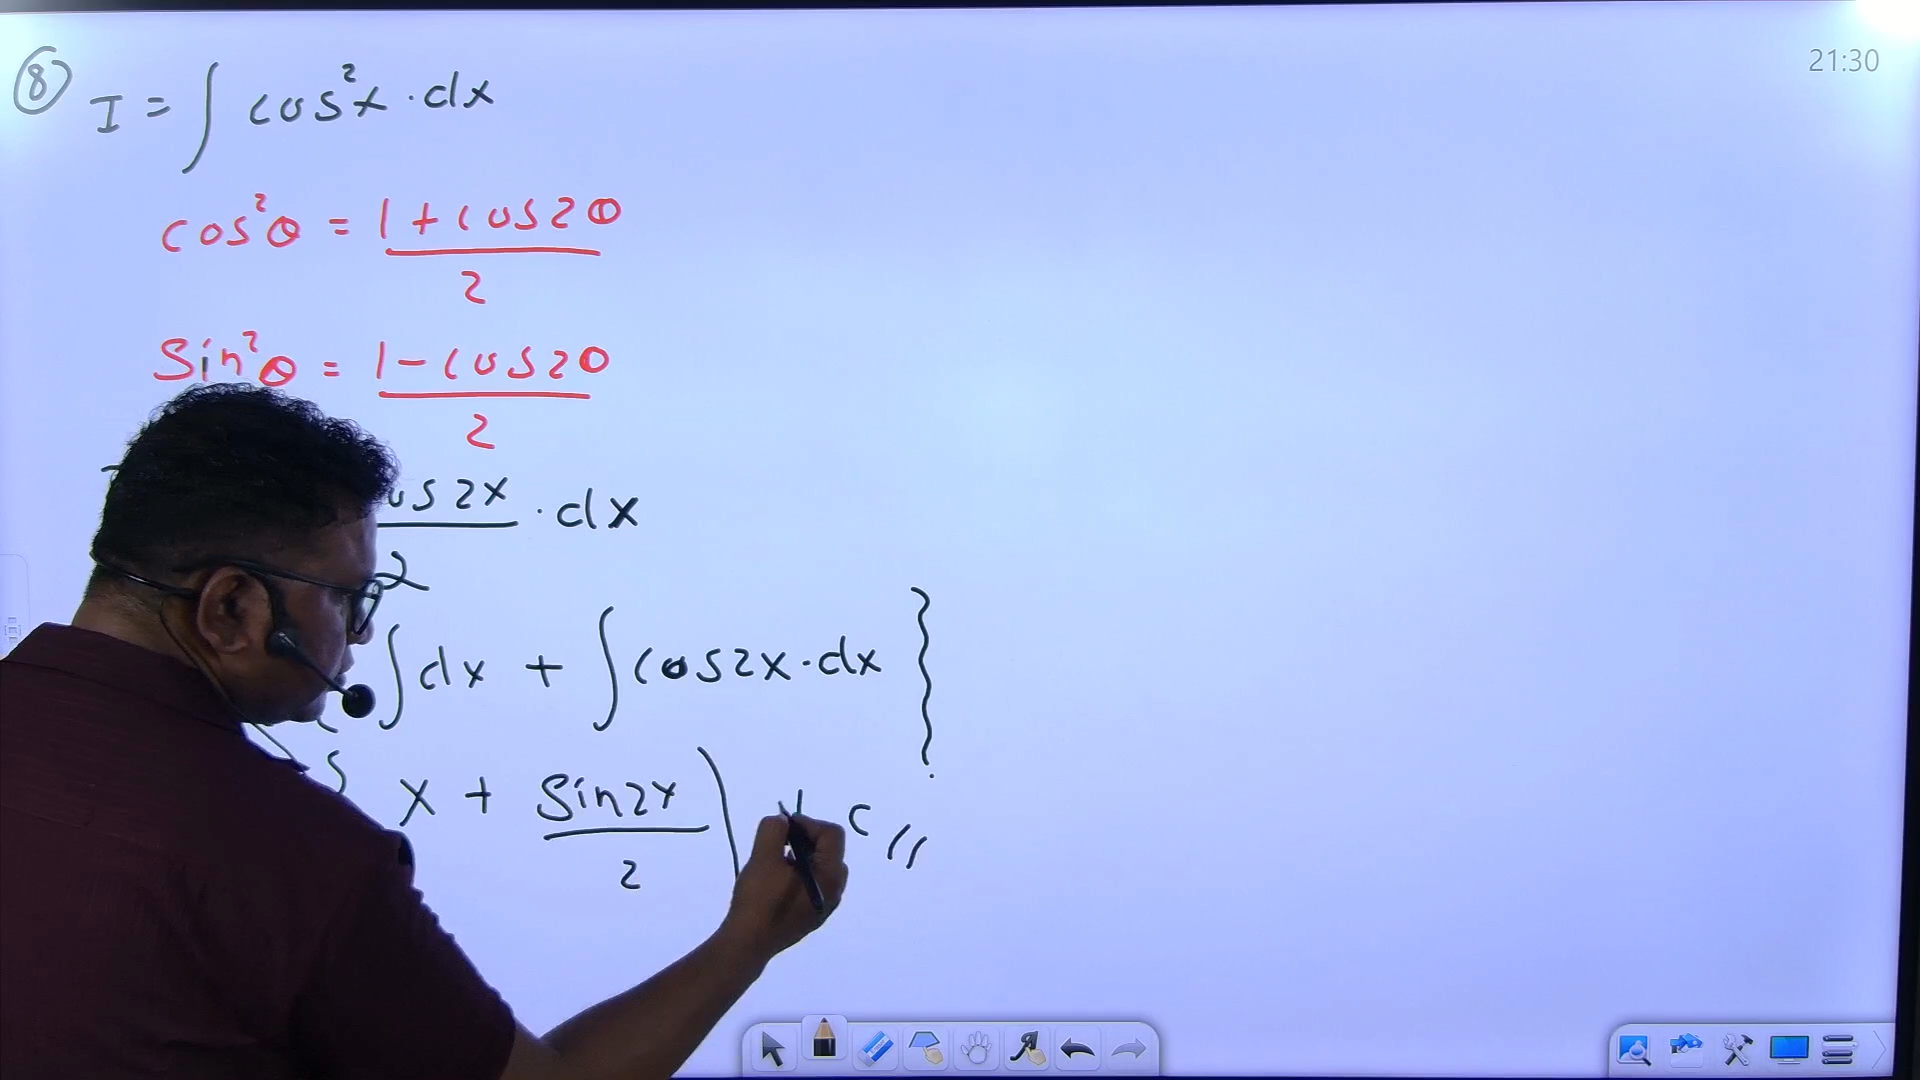 21:30
⑧ I = ∫ cos²x · dx
cos²θ = 1 + cos2θ / 2
Sin²θ = 1 - cos2θ / 2
os2x / 2 · dx
∫ dx + ∫ cos2x · dx }
x + Sin2x / 2 ) + c //